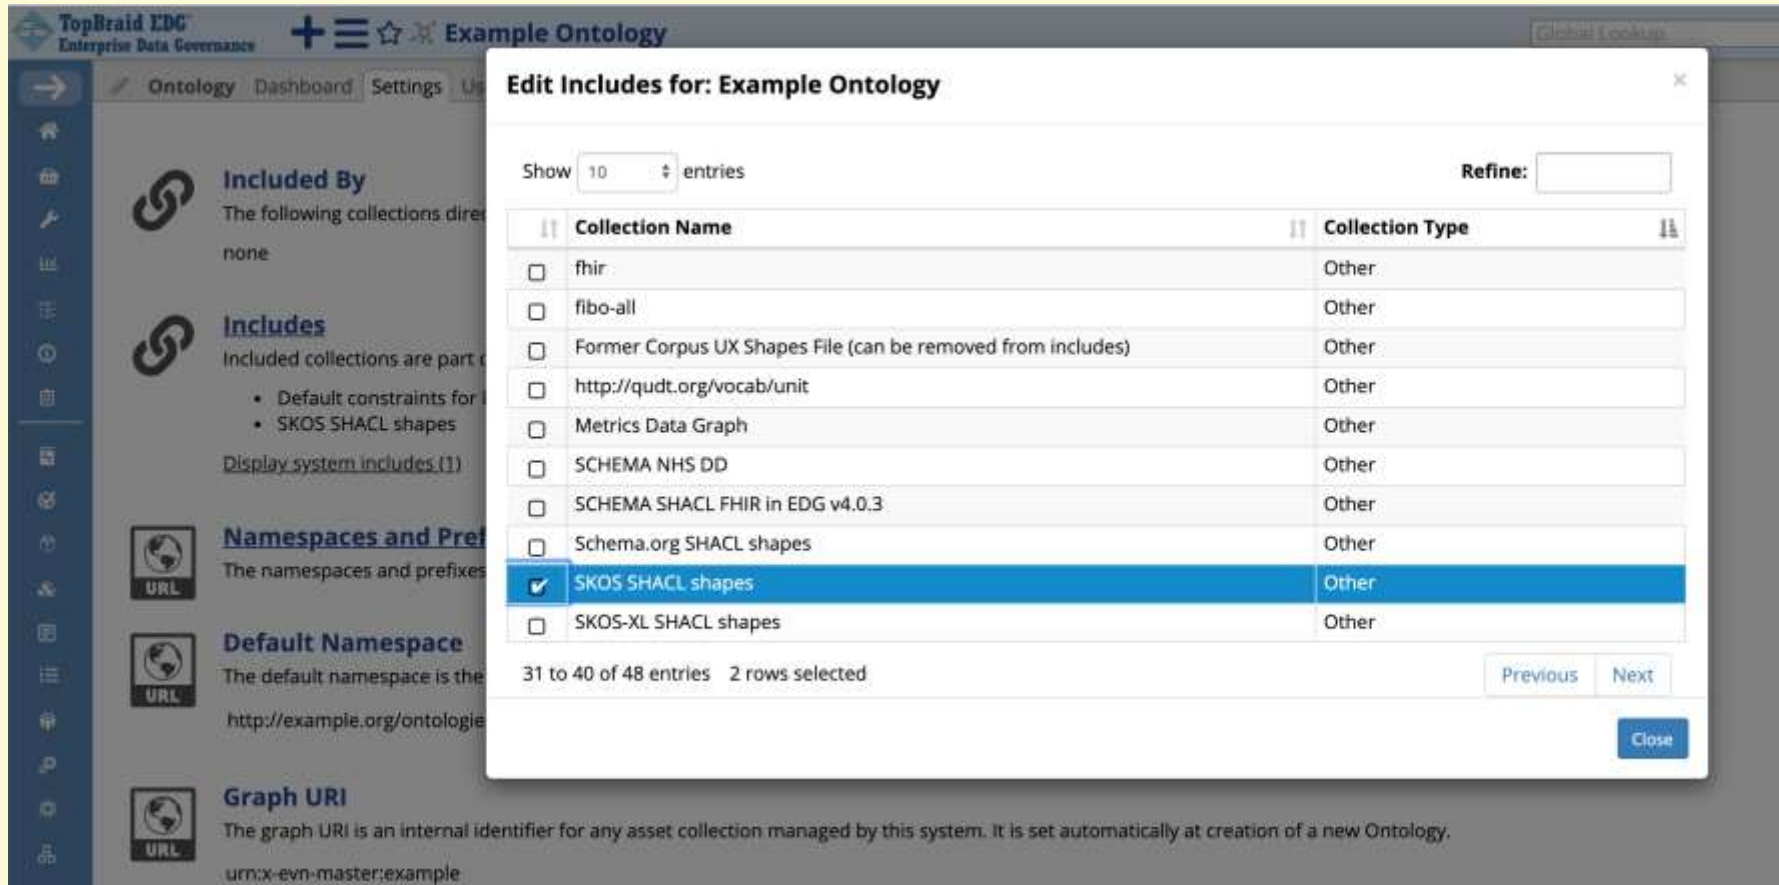 TopBraid EDG
Enterprise Data Governance
Example Ontology
Global Lookup
Ontology Dashboard Settings Us
Included By
The following collections direc
none
Includes
Included collections are part o
• Default constraints for
• SKOS SHACL shapes
Display system includes (1)
Namespaces and Pref
The namespaces and prefixes
URL
Default Namespace
The default namespace is the
URL
http://example.org/ontologie
Graph URI
The graph URI is an internal identifier for any asset collection managed by this system. It is set automatically at creation of a new Ontology.
URL
urn:x-evn-master:example
Edit Includes for: Example Ontology
×
Show 10 entries
Refine:
Collection Name Collection Type
fhir Other
fibo-all Other
Former Corpus UX Shapes File (can be removed from includes) Other
http://qudt.org/vocab/unit Other
Metrics Data Graph Other
SCHEMA NHS DD Other
SCHEMA SHACL FHIR in EDG v4.0.3 Other
Schema.org SHACL shapes Other
SKOS SHACL shapes Other
SKOS-XL SHACL shapes Other
31 to 40 of 48 entries 2 rows selected
Previous Next
Close